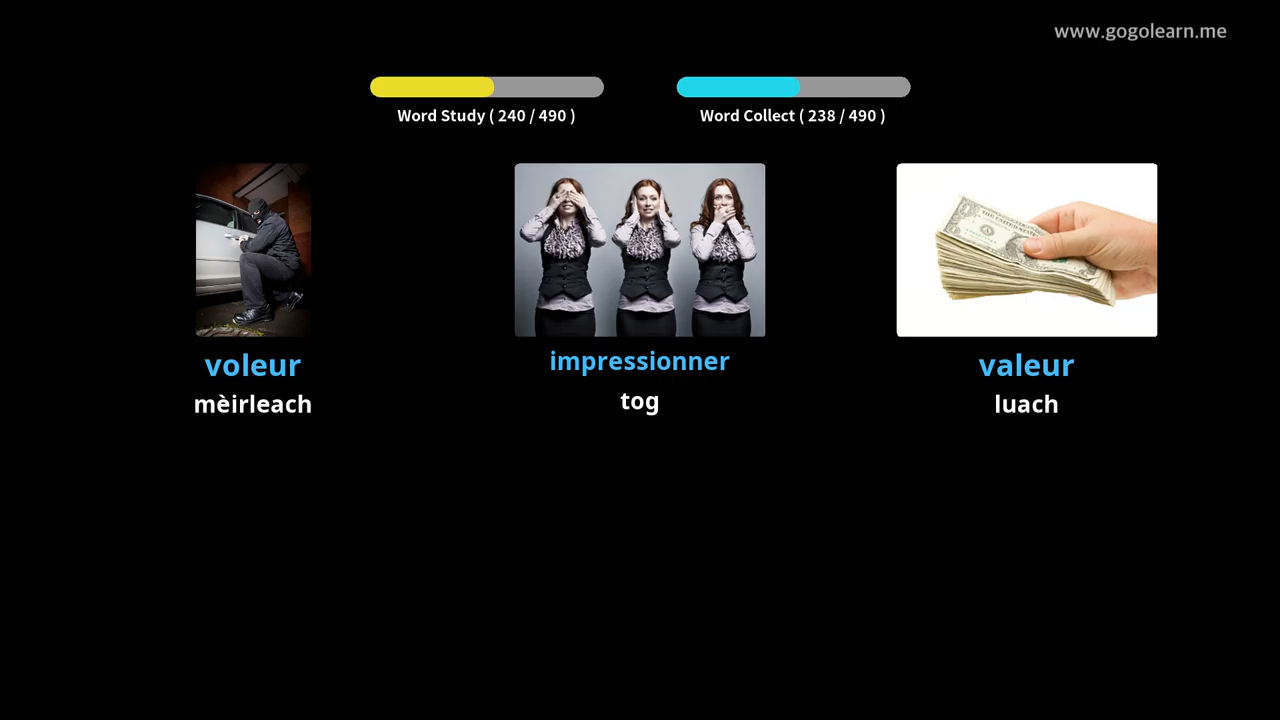 www.gogolearn.me
Word Study ( 240 / 490 )
Word Collect ( 238 / 490 )
voleur
mèirleach
impressionner
tog
valeur
luach